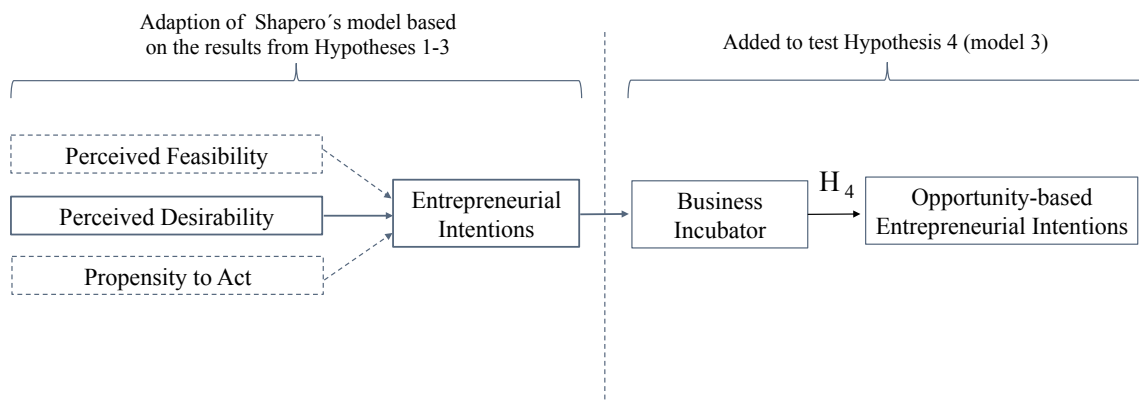 Adaption of Shapero´s model based
on the results from Hypotheses 1-3
Added to test Hypothesis 4 (model 3)
Perceived Feasibility
Perceived Desirability
Propensity to Act
Entrepreneurial
Intentions
Business
Incubator
H4
Opportunity-based
Entrepreneurial Intentions